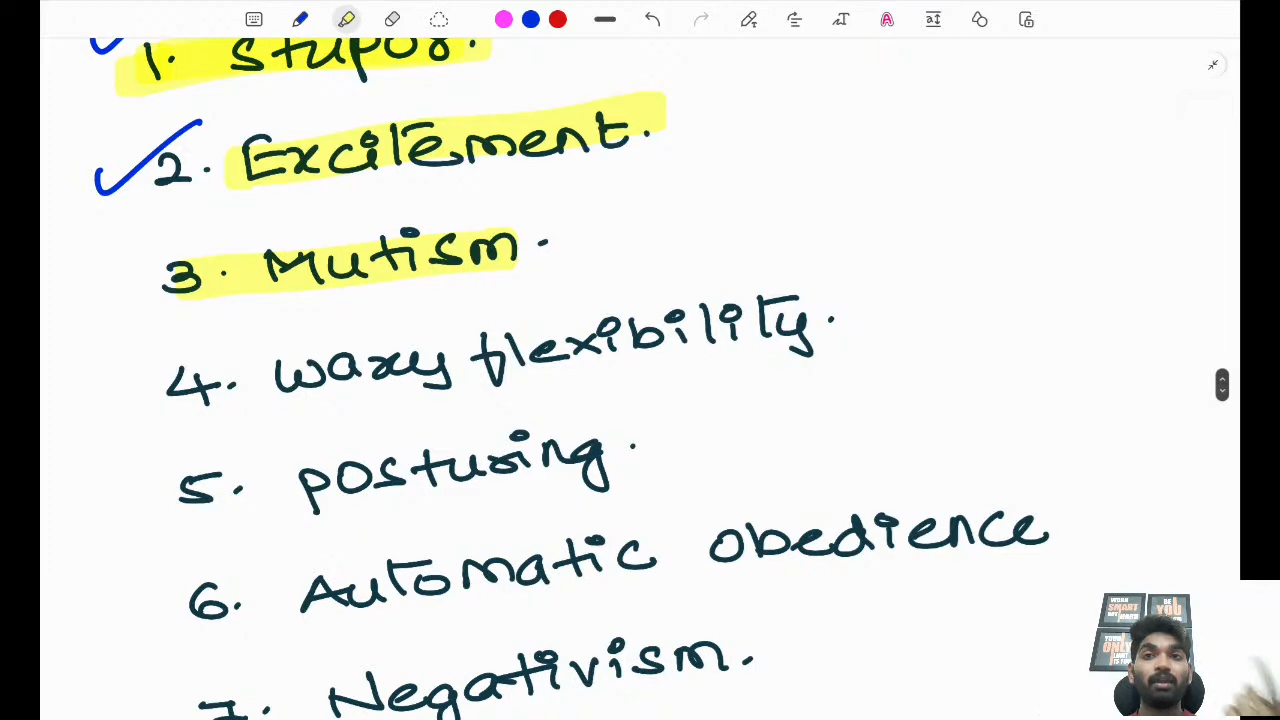 1. Stupor.
2. Excitement.
3. Mutism.
4. Waxy flexibility.
5. Posturing.
6. Automatic obedience
7. Negativism.